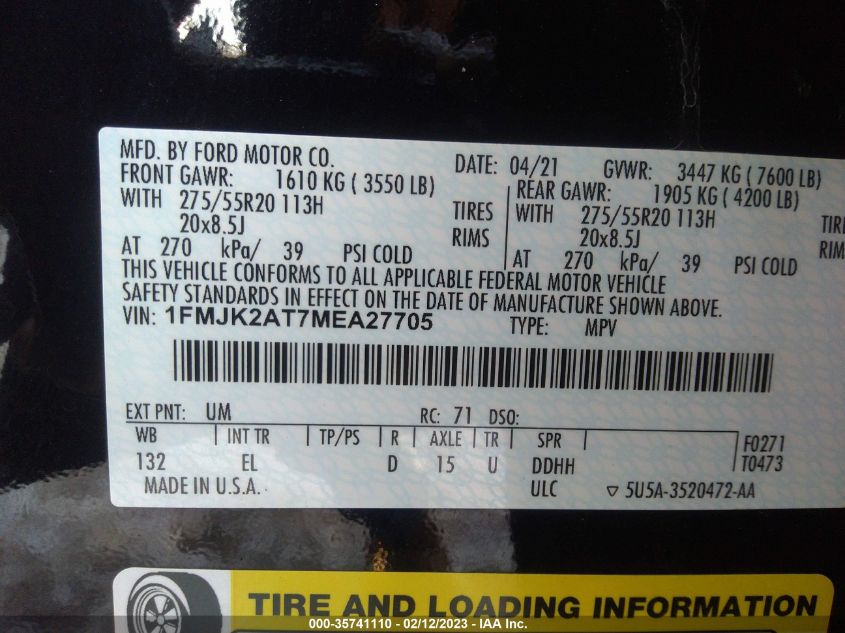 MFD. BY FORD MOTOR CO. DATE: 04/21 GVWR: 3447 KG ( 7600 LB)
FRONT GAWR: 1610 KG ( 3550 LB) REAR GAWR: 1905 KG ( 4200 LB)
WITH 275/55R20 113H TIRES WITH 275/55R20 113H TIRE
20x8.5J RIMS 20x8.5J RIM
AT 270 kPa/ 39 PSI COLD AT 270 kPa/ 39 PSI COLD
THIS VEHICLE CONFORMS TO ALL APPLICABLE FEDERAL MOTOR VEHICLE
SAFETY STANDARDS IN EFFECT ON THE DATE OF MANUFACTURE SHOWN ABOVE.
VIN: 1FMJK2AT7MEA27705 TYPE: MPV
EXT PNT: UM RC: 71 DSO:
WB INT TR TP/PS R AXLE TR SPR F0271
132 EL D 15 U DDHH T0473
MADE IN U.S.A. ULC ▽ 5U5A-3520472-AA
TIRE AND LOADING INFORMATION
000-35741110 - 02/12/2023 - IAA Inc.